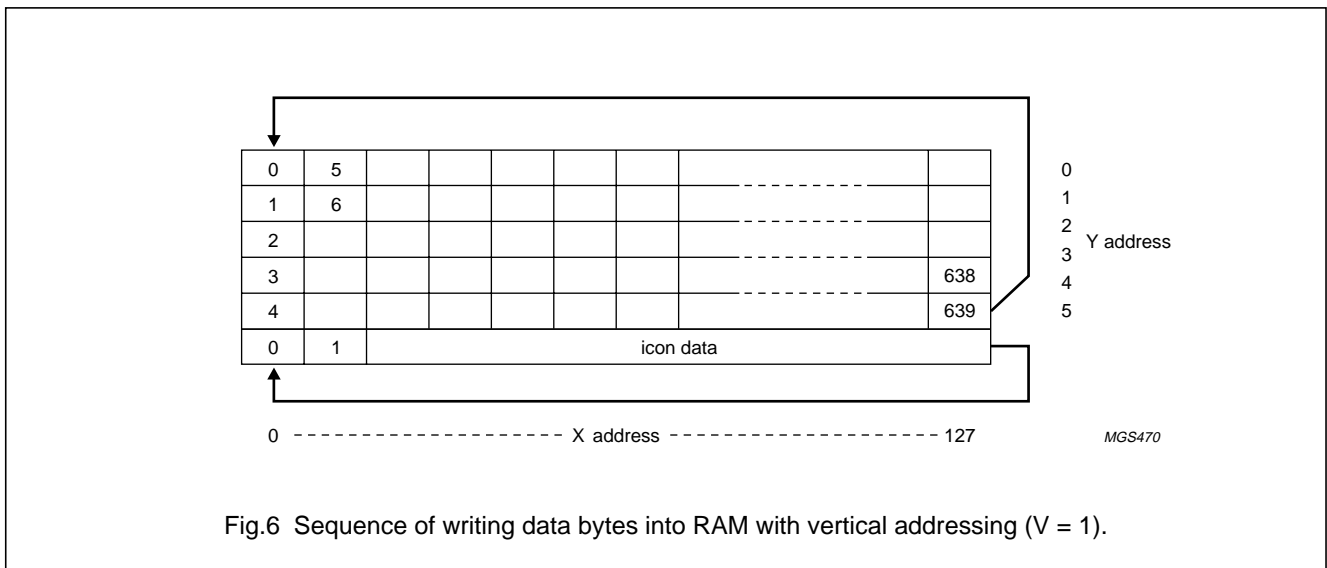 0 5
0
1 6
1
2
2
Y address
3 638
3
4
4 639
5
0 1 icon data
0 X address 127
MGS470
Fig.6 Sequence of writing data bytes into RAM with vertical addressing (V = 1).